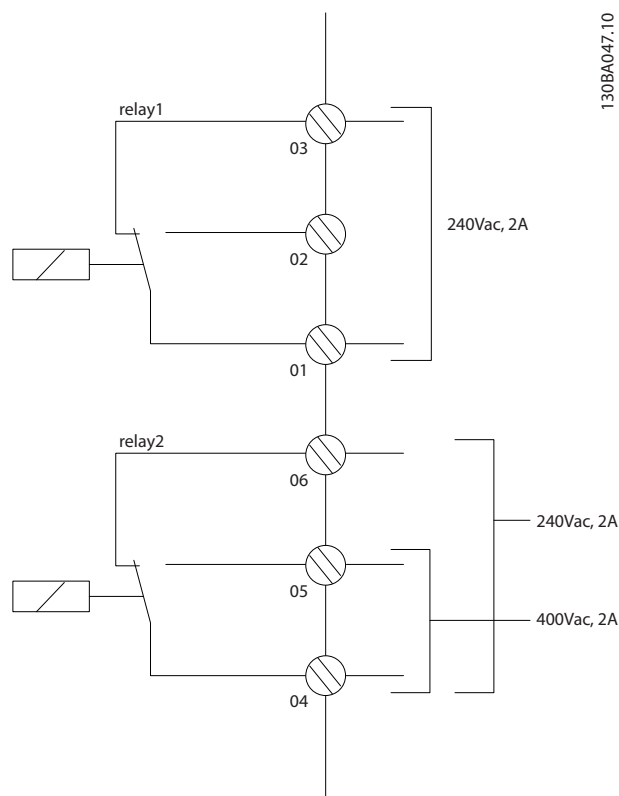 130BA047.10
relay1
03
240Vac, 2A
02
01
relay2
06
240Vac, 2A
05
400Vac, 2A
04